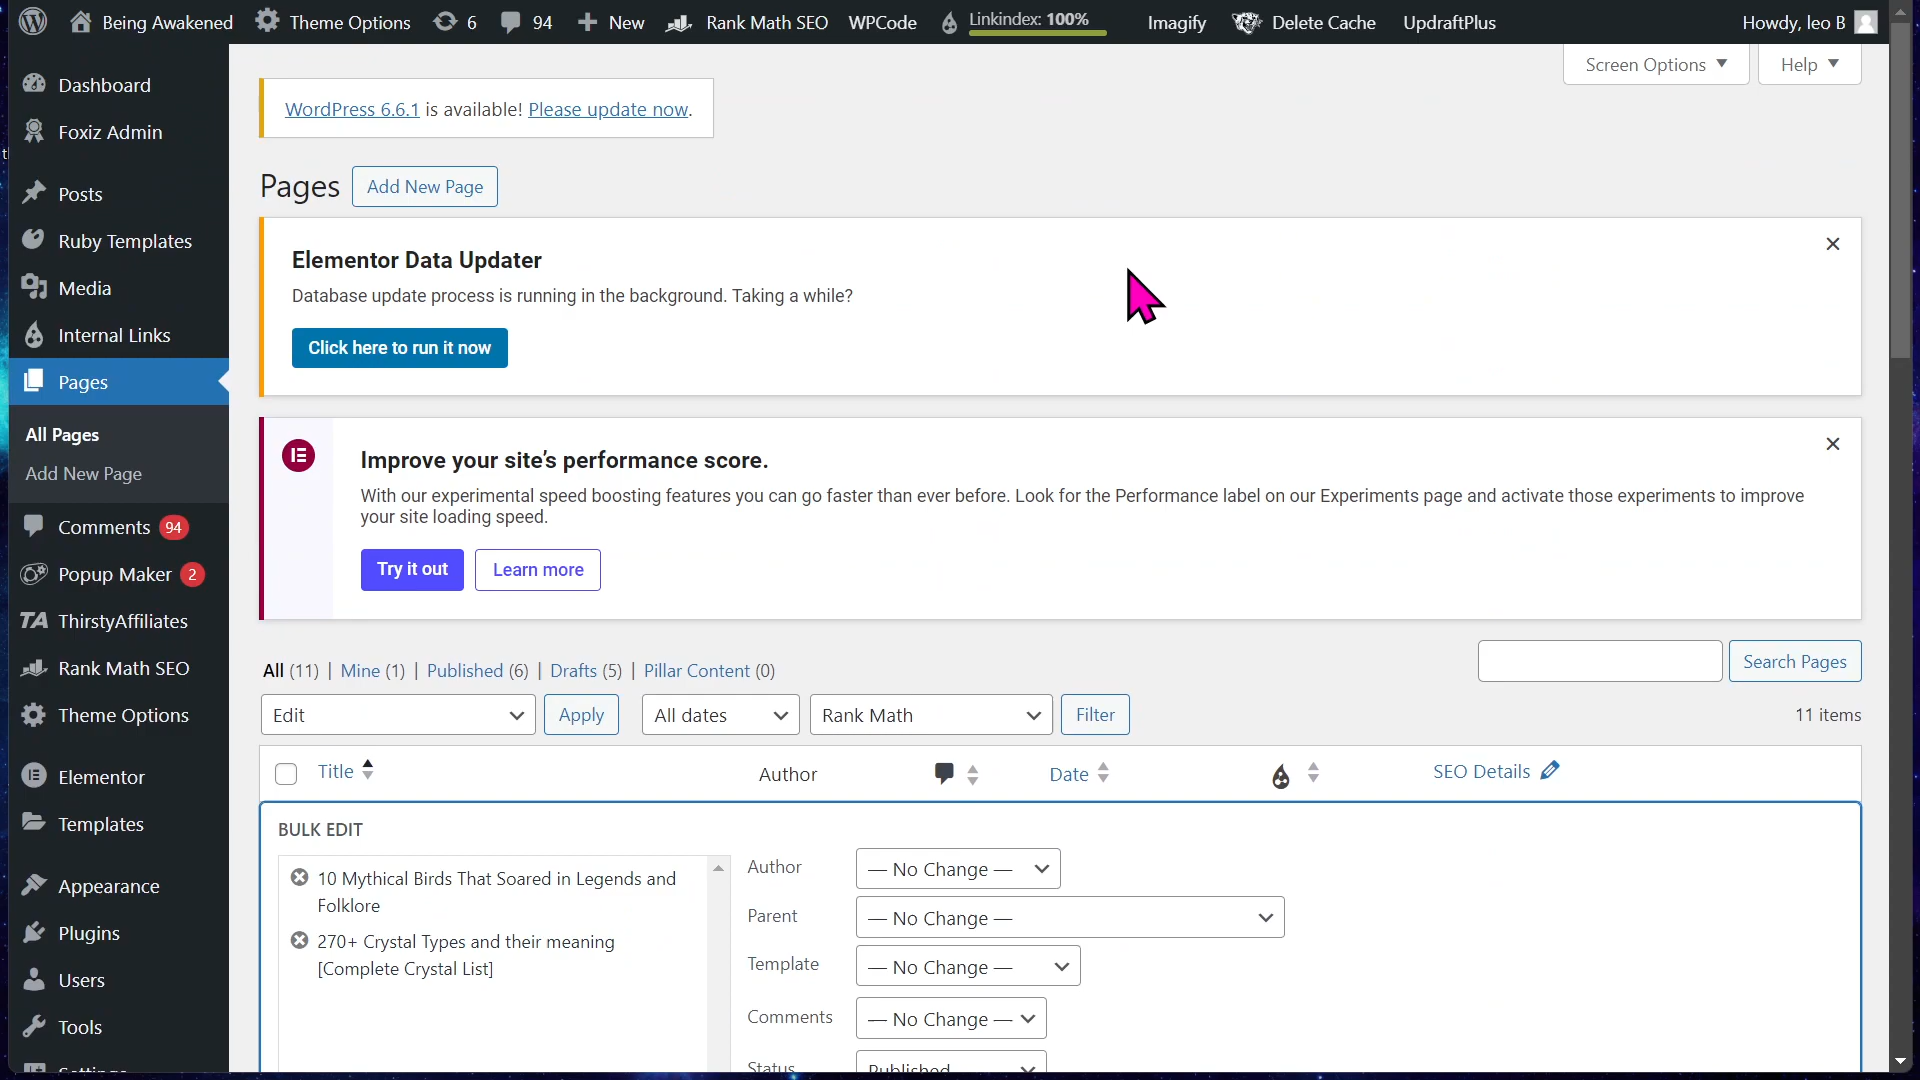 Being Awakened Theme Options 6 94 New Rank Math SEO WPCode Linkindex: 100% Imagify Delete Cache UpdraftPlus Howdy, leo B
Screen Options Help
Dashboard
Foxiz Admin
Posts
Ruby Templates
Media
Internal Links
Pages
All Pages
Add New Page
Comments 94
Popup Maker 2
TA ThirstyAffiliates
Rank Math SEO
Theme Options
Elementor
Templates
Appearance
Plugins
Users
Tools
Settings
WordPress 6.6.1 is available! Please update now.
Pages Add New Page
Elementor Data Updater
Database update process is running in the background. Taking a while?
Click here to run it now
Improve your site’s performance score.
With our experimental speed boosting features you can go faster than ever before. Look for the Performance label on our Experiments page and activate those experiments to improve
your site loading speed.
Try it out Learn more
All (11) | Mine (1) | Published (6) | Drafts (5) | Pillar Content (0)
Search Pages
Edit Apply All dates Rank Math Filter 11 items
Title Author Date SEO Details
BULK EDIT
10 Mythical Birds That Soared in Legends and
Folklore
270+ Crystal Types and their meaning
[Complete Crystal List]
Author — No Change —
Parent — No Change —
Template — No Change —
Comments — No Change —
Status Published